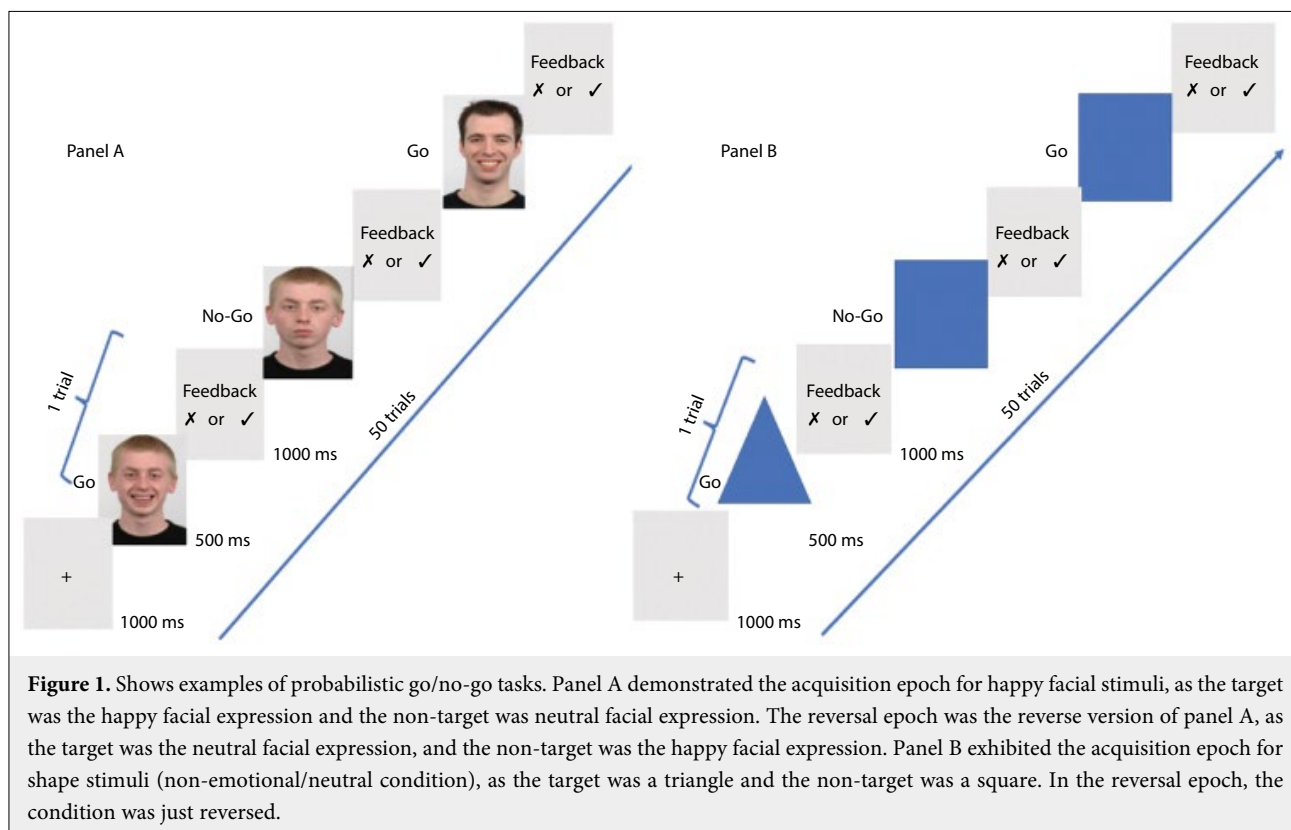 Feedback
✗ or ✓
Panel A
Go
Feedback
✗ or ✓
No-Go
1 trial
Feedback
✗ or ✓
50 trials
1000 ms
Go
500 ms
+
1000 ms
Feedback
✗ or ✓
Panel B
Go
Feedback
✗ or ✓
No-Go
1 trial
Feedback
✗ or ✓
50 trials
1000 ms
Go
500 ms
+
1000 ms
Figure 1. Shows examples of probabilistic go/no-go tasks. Panel A demonstrated the acquisition epoch for happy facial stimuli, as the target
was the happy facial expression and the non-target was neutral facial expression. The reversal epoch was the reverse version of panel A, as
the target was the neutral facial expression, and the non-target was the happy facial expression. Panel B exhibited the acquisition epoch for
shape stimuli (non-emotional/neutral condition), as the target was a triangle and the non-target was a square. In the reversal epoch, the
condition was just reversed.